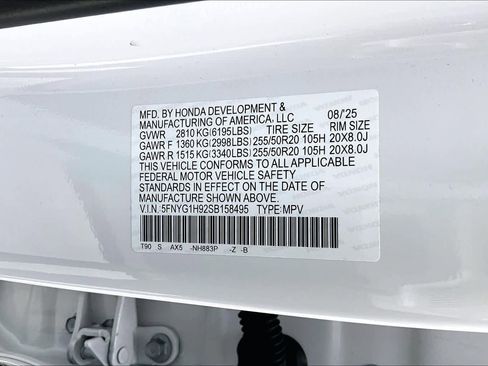 MFD. BY HONDA DEVELOPMENT &
MANUFACTURING OF AMERICA, LLC 08/'25
GVWR 2810 KG(6195LBS) TIRE SIZE RIM SIZE
GAWR F 1360 KG(2998LBS) 255/50R20 105H 20X8.0J
GAWR R 1515 KG(3340LBS) 255/50R20 105H 20X8.0J
THIS VEHICLE CONFORMS TO ALL APPLICABLE
FEDERAL MOTOR VEHICLE SAFETY
STANDARDS IN EFFECT ON THE DATE OF
MANUFACTURE SHOWN ABOVE.
V.I.N. 5FNYG1H92SB158495 TYPE: MPV
T90 S AX5 -NH883P -Z -B